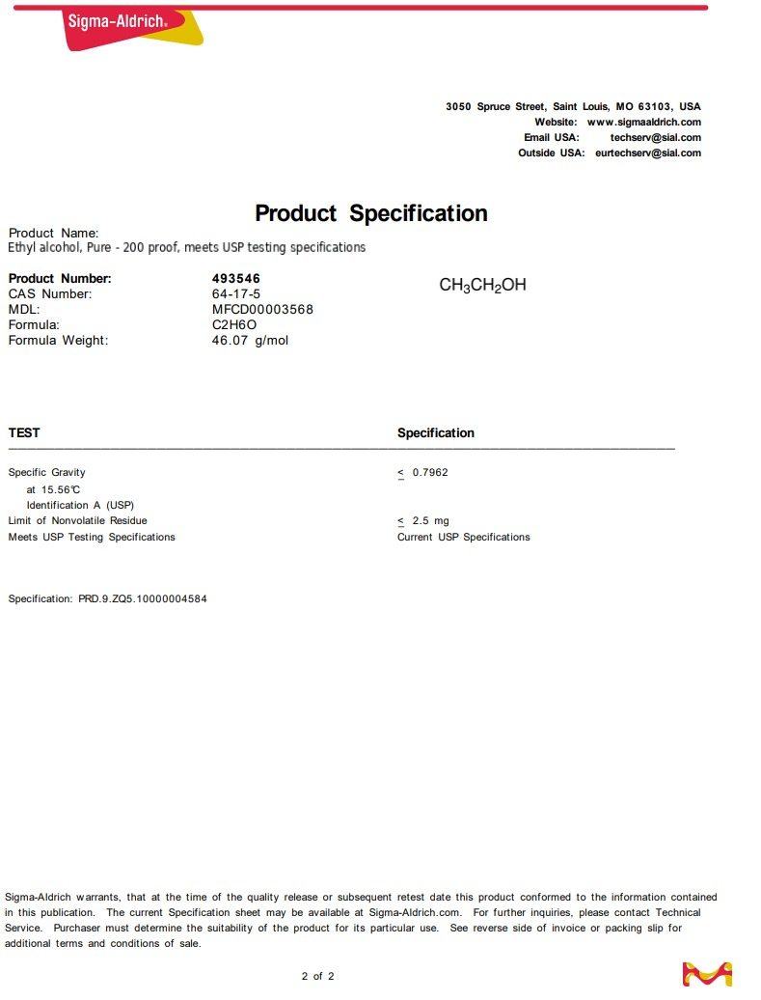 Sigma-Aldrich®
3050 Spruce Street, Saint Louis, MO 63103, USA
Website: www.sigmaaldrich.com
Email USA: techserv@sial.com
Outside USA: eurtechserv@sial.com
Product Specification
Product Name:
Ethyl alcohol, Pure - 200 proof, meets USP testing specifications
Product Number: 493546
CH₃CH₂OH
CAS Number: 64-17-5
MDL: MFCD00003568
Formula: C2H6O
Formula Weight: 46.07 g/mol
TEST Specification
Specific Gravity ≤ 0.7962
at 15.56°C
Identification A (USP)
Limit of Nonvolatile Residue ≤ 2.5 mg
Meets USP Testing Specifications Current USP Specifications
Specification: PRD.9.ZQ5.10000004584
Sigma-Aldrich warrants, that at the time of the quality release or subsequent retest date this product conformed to the information contained
in this publication. The current Specification sheet may be available at Sigma-Aldrich.com. For further inquiries, please contact Technical
Service. Purchaser must determine the suitability of the product for its particular use. See reverse side of invoice or packing slip for
additional terms and conditions of sale.
2 of 2